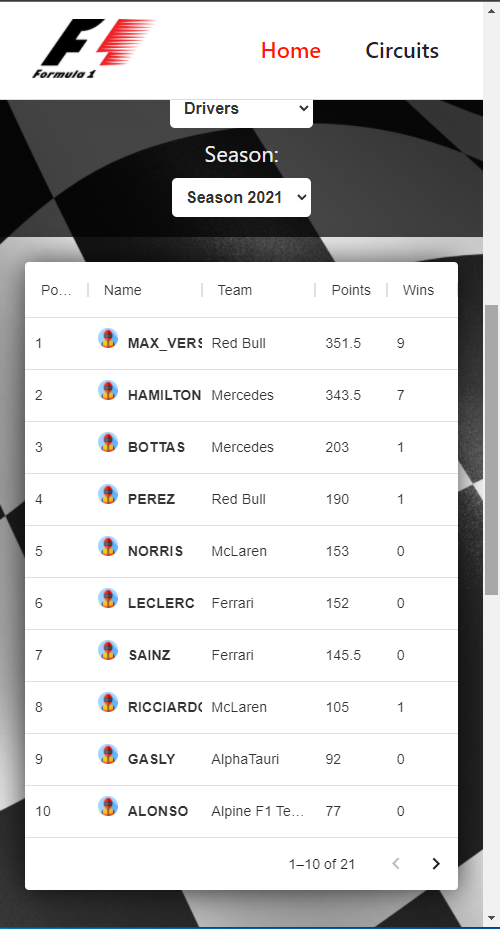 Formula 1
Home Circuits
Drivers
Season:
Season 2021
Po... Name Team Points Wins
1 MAX_VERS Red Bull 351.5 9
2 HAMILTON Mercedes 343.5 7
3 BOTTAS Mercedes 203 1
4 PEREZ Red Bull 190 1
5 NORRIS McLaren 153 0
6 LECLERC Ferrari 152 0
7 SAINZ Ferrari 145.5 0
8 RICCIARDO McLaren 105 1
9 GASLY AlphaTauri 92 0
10 ALONSO Alpine F1 Te... 77 0
1–10 of 21